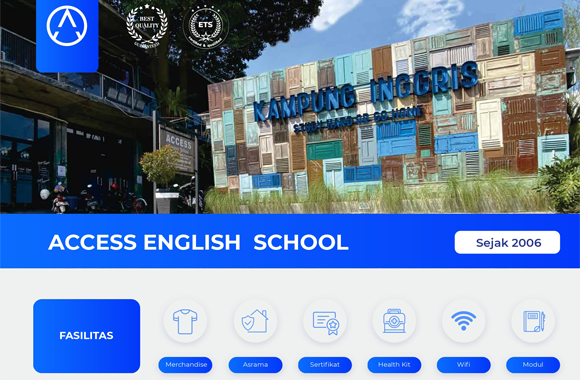 BEST
QUALITY
GUARANTEED
ETS
KAMPUNG INGGRIS
ACCESS
ACCESS ENGLISH SCHOOL
Sejak 2006
FASILITAS
Merchandise
Asrama
Sertifikat
Health Kit
Wifi
Modul